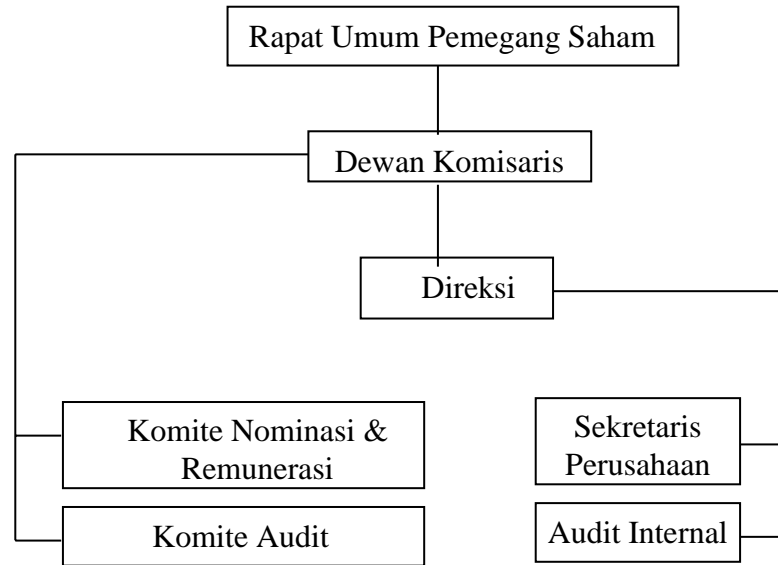 Rapat Umum Pemegang Saham
Dewan Komisaris
Direksi
Komite Nominasi &
Remunerasi
Sekretaris
Perusahaan
Komite Audit
Audit Internal